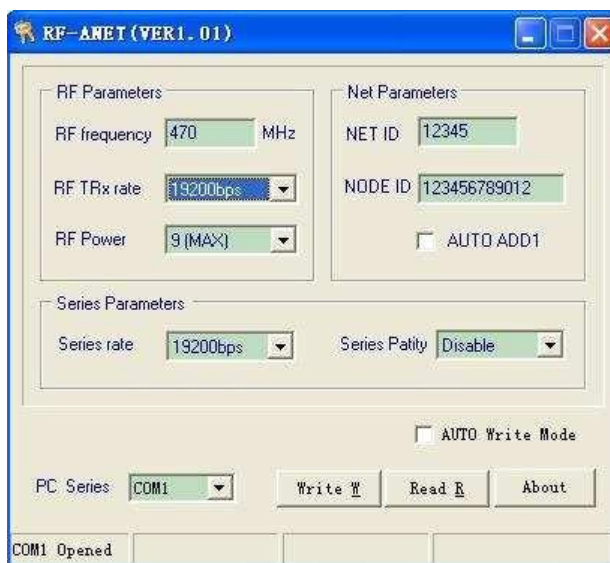 RF-ANET(VER1.01)
RF Parameters
RF frequency 470 MHz
RF TRx rate 19200bps
RF Power 9 (MAX)
Net Parameters
NET ID 12345
NODE ID 123456789012
AUTO ADD1
Series Parameters
Series rate 19200bps Series Patity Disable
AUTO Write Mode
PC Series COM1 Write W Read R About
COM1 Opened